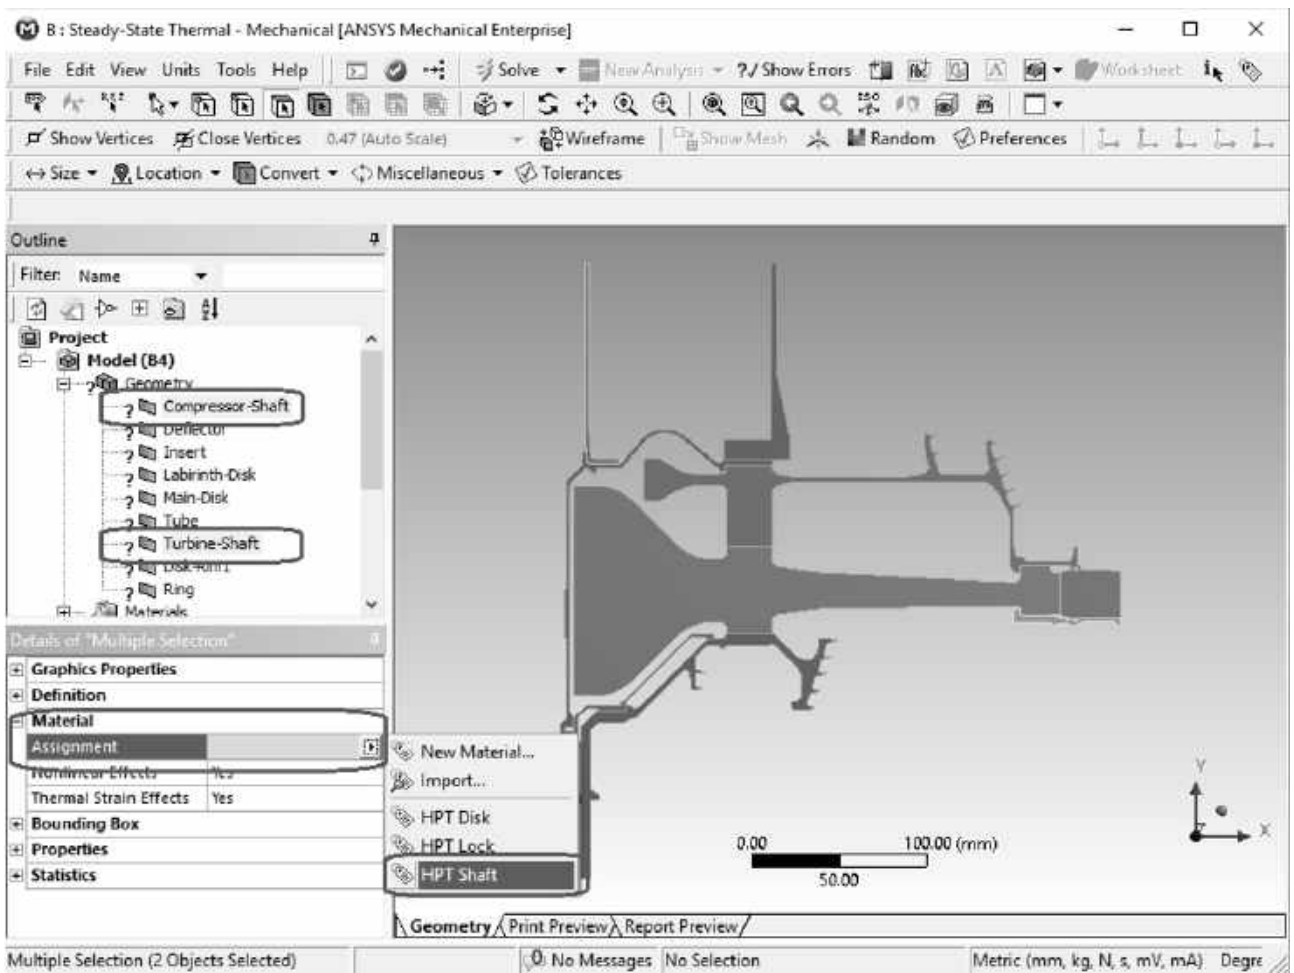 B : Steady-State Thermal - Mechanical [ANSYS Mechanical Enterprise]
File Edit View Units Tools Help Solve New Analysis ?/ Show Errors Worksheet
Show Vertices Close Vertices 0.47 (Auto Scale) Wireframe Show Mesh Random Preferences
Size Location Convert Miscellaneous Tolerances
Outline
Filter: Name
Project
Model (B4)
Geometry
Compressor-Shaft
Deflector
Insert
Labirinth-Disk
Main-Disk
Tube
Turbine-Shaft
Ring
Materials
Details of "Multiple Selection"
Graphics Properties
Definition
Material
Assignment
Nonlinear Effects Yes
Thermal Strain Effects Yes
Bounding Box
Properties
Statistics
New Material...
Import...
HPT Disk
HPT Lock
HPT Shaft
0.00 100.00 (mm)
50.00
Y
X
Z
Geometry Print Preview Report Preview
Multiple Selection (2 Objects Selected) 0 No Messages No Selection Metric (mm, kg, N, s, mV, mA) Degre